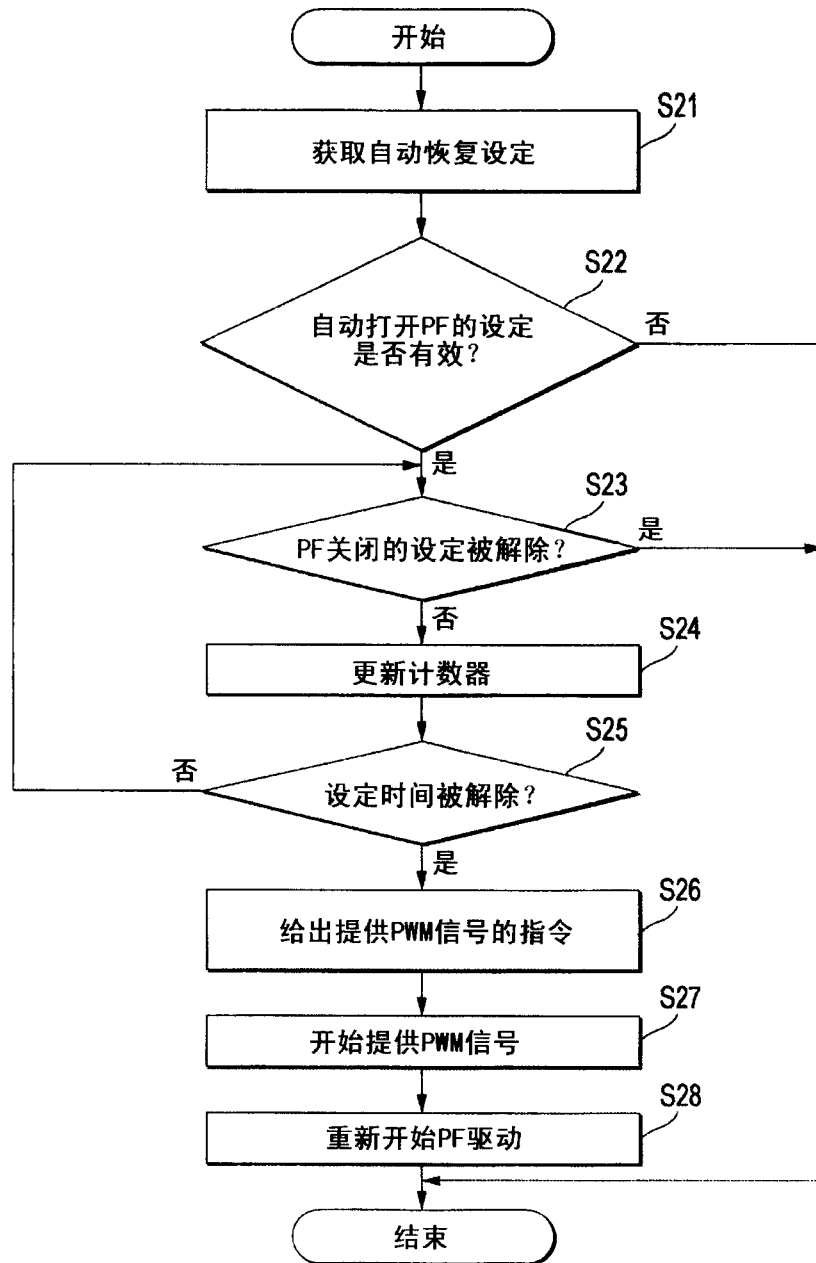 开始
S21
获取自动恢复设定
S22
自动打开PF的设定
是否有效？
否
是
S23
PF关闭的设定被解除？
是
否
S24
更新计数器
S25
否
设定时间被解除？
是
S26
给出提供PWM信号的指令
S27
开始提供PWM信号
S28
重新开始PF驱动
结束